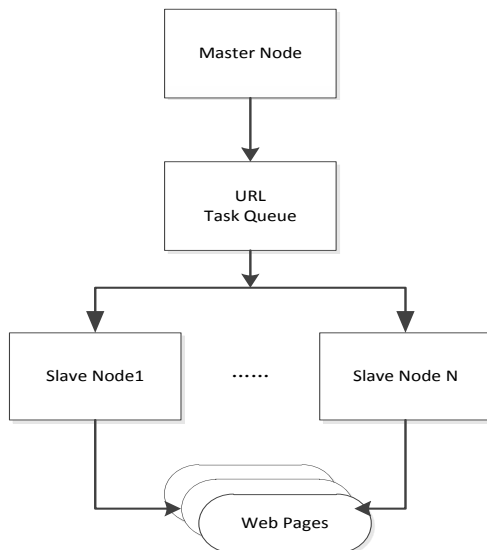 Master Node
URL
Task Queue
Slave Node1
......
Slave Node N
Web Pages